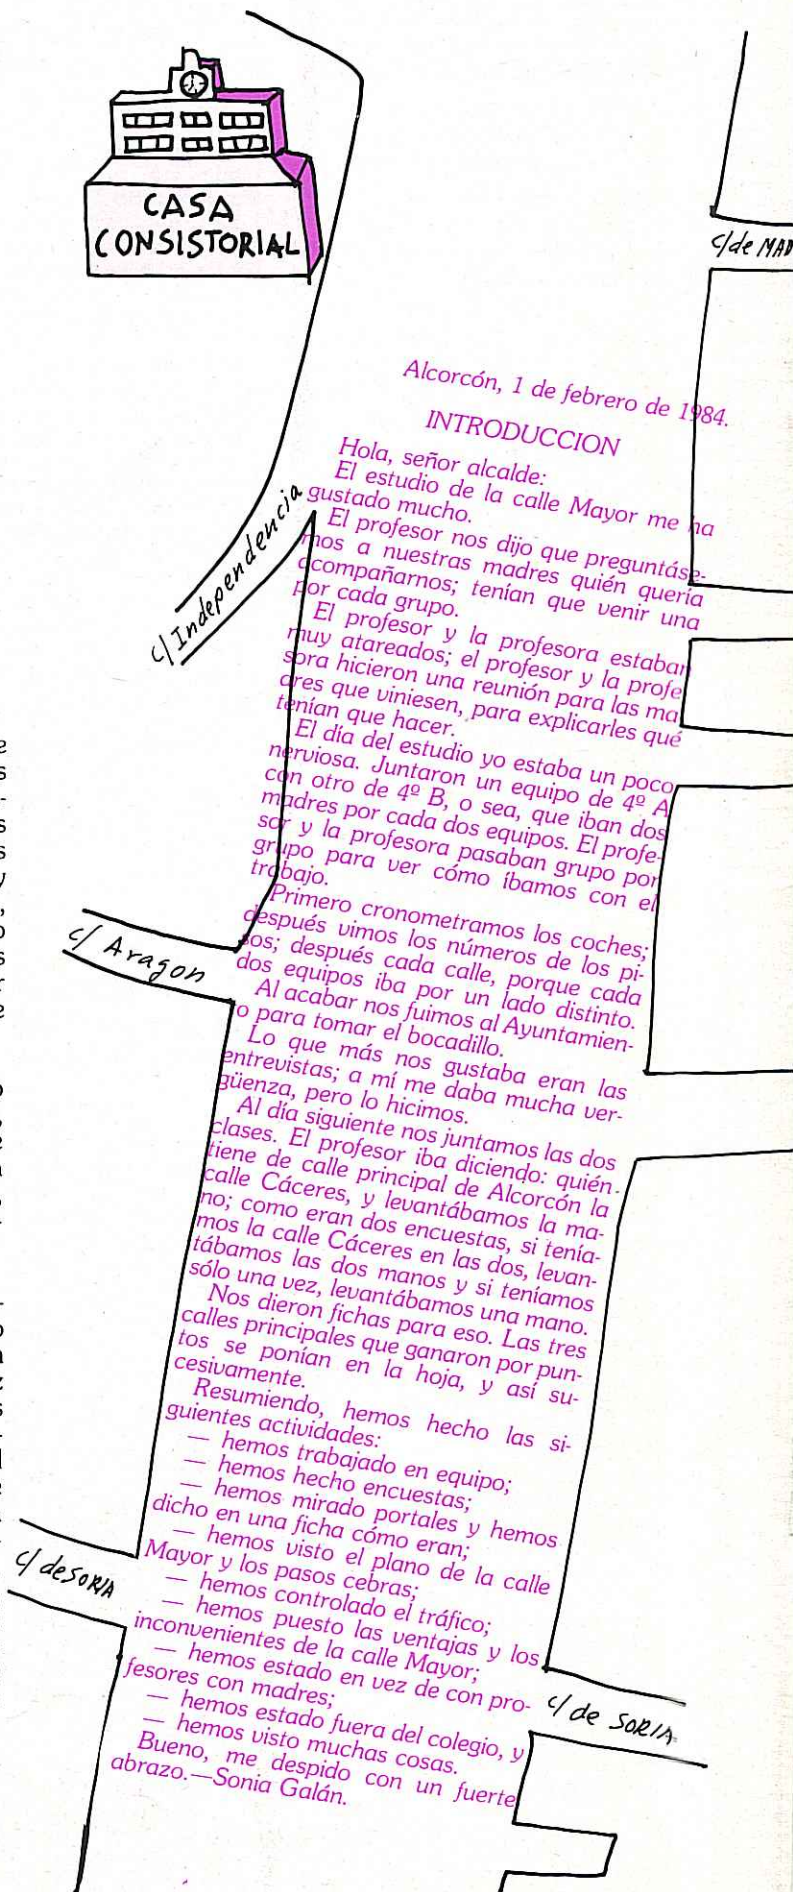 CASA
CONSISTORIAL
Alcorcón, 1 de febrero de 1984.
INTRODUCCION
Hola, señor alcalde:
El estudio de la calle Mayor me ha
gustado mucho.
El profesor nos dijo que preguntáse-
mos a nuestras madres quién quería
acompañarnos; tenían que venir una
por cada grupo.
El profesor y la profesora estaban
muy atareados; el profesor y la profe
sora hicieron una reunión para las ma
dres que viniesen, para explicarles qué
tenían que hacer.
El día del estudio yo estaba un poco
nerviosa. Juntaron un equipo de 4º A
con otro de 4º B, o sea, que iban dos
madres por cada dos equipos. El profe-
sor y la profesora pasaban grupo por
grupo para ver cómo íbamos con el
trabajo.
Primero cronometramos los coches;
después vimos los números de los pi-
sos; después cada calle, porque cada
dos equipos iba por un lado distinto.
Al acabar nos fuimos al Ayuntamien-
to para tomar el bocadillo.
Lo que más nos gustaba eran las
entrevistas; a mí me daba mucha ver-
güenza, pero lo hicimos.
Al día siguiente nos juntamos las dos
clases. El profesor iba diciendo: quién-
tiene de calle principal de Alcorcón la
calle Cáceres, y levantábamos la ma-
no; como eran dos encuestas, si tenía-
mos la calle Cáceres en las dos, levan-
tábamos las dos manos y si teníamos
sólo una vez, levantábamos una mano.
Nos dieron fichas para eso. Las tres
calles principales que ganaron por pun-
tos se ponían en la hoja, y así su-
cesivamente.
Resumiendo, hemos hecho las si-
guientes actividades:
— hemos trabajado en equipo;
— hemos hecho encuestas;
— hemos mirado portales y hemos
dicho en una ficha cómo eran;
— hemos visto el plano de la calle
Mayor y los pasos cebras;
— hemos controlado el tráfico;
— hemos puesto las ventajas y los
inconvenientes de la calle Mayor;
— hemos estado en vez de con pro-
fesores con madres;
— hemos estado fuera del colegio, y
— hemos visto muchas cosas.
Bueno, me despido con un fuerte
abrazo.—Sonia Galán.
c/de MAD
c/Independencia
c/ Aragon
c/ de SORIA
c/ de SORIA